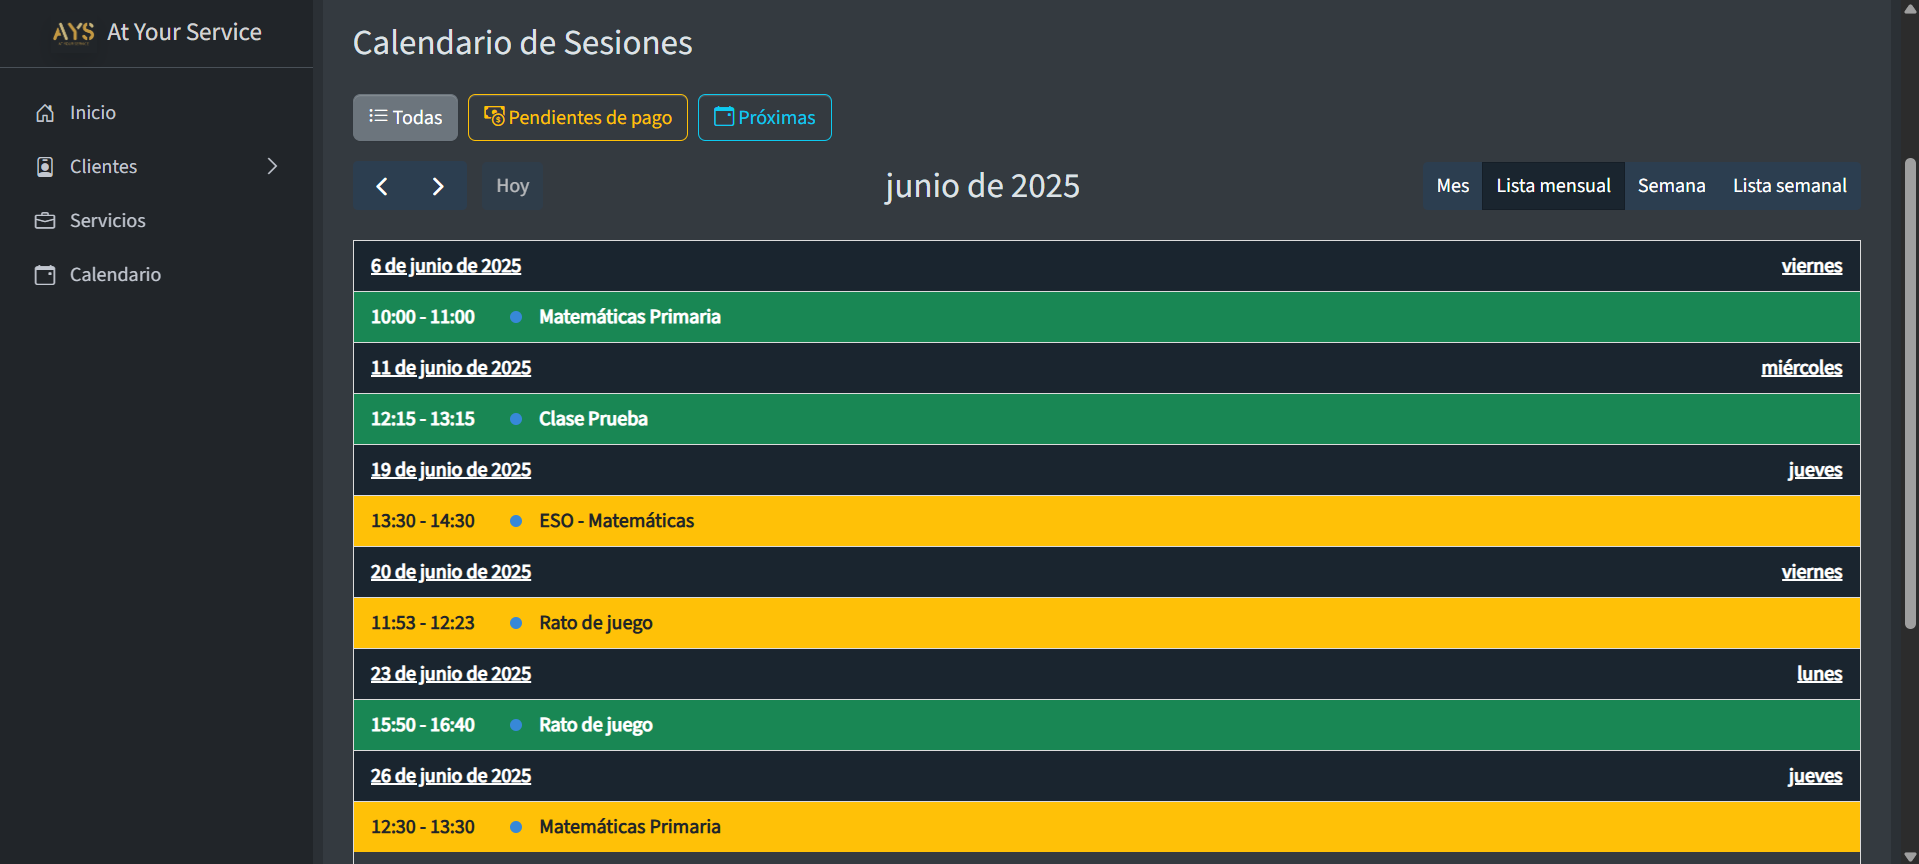 AYS At Your Service
Inicio
Clientes
Servicios
Calendario
Calendario de Sesiones
Todas
Pendientes de pago
Próximas
Hoy
junio de 2025
Mes
Lista mensual
Semana
Lista semanal
6 de junio de 2025 viernes
10:00 - 11:00 Matemáticas Primaria
11 de junio de 2025 miércoles
12:15 - 13:15 Clase Prueba
19 de junio de 2025 jueves
13:30 - 14:30 ESO - Matemáticas
20 de junio de 2025 viernes
11:53 - 12:23 Rato de juego
23 de junio de 2025 lunes
15:50 - 16:40 Rato de juego
26 de junio de 2025 jueves
12:30 - 13:30 Matemáticas Primaria